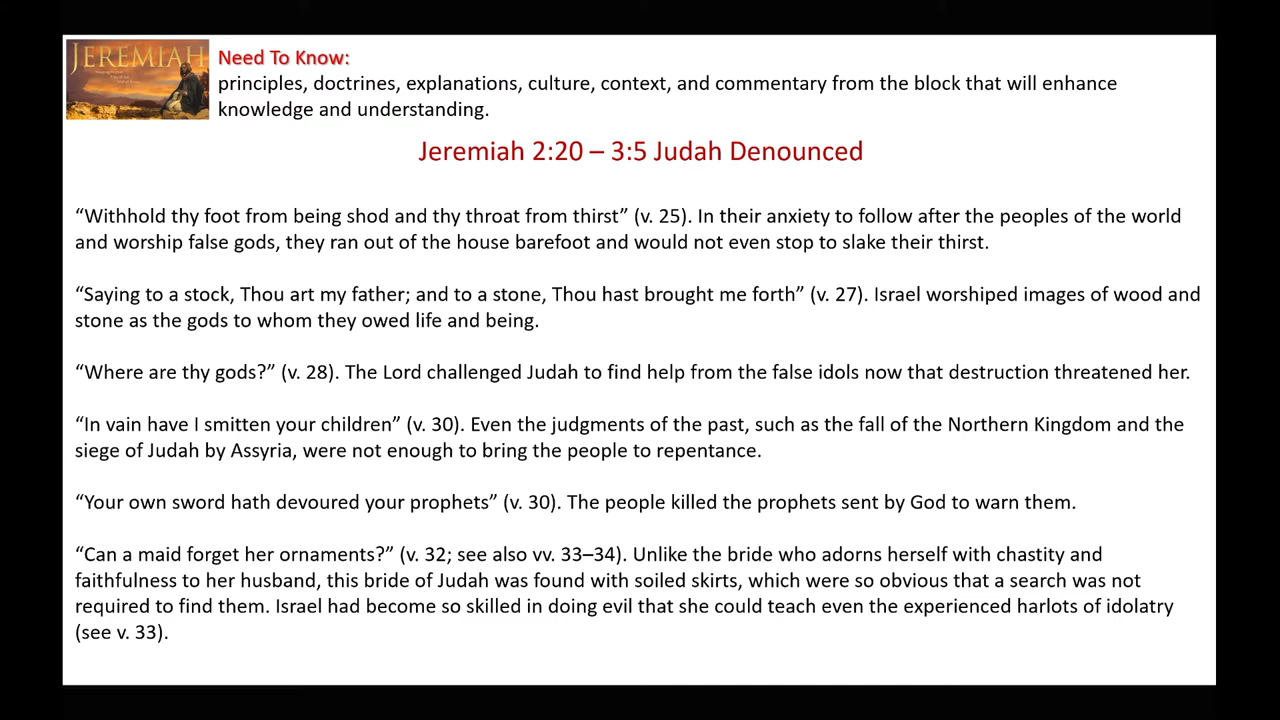 JEREMIAH
Need To Know:
principles, doctrines, explanations, culture, context, and commentary from the block that will enhance
knowledge and understanding.
Jeremiah 2:20 – 3:5 Judah Denounced
“Withhold thy foot from being shod and thy throat from thirst” (v. 25). In their anxiety to follow after the peoples of the world
and worship false gods, they ran out of the house barefoot and would not even stop to slake their thirst.
“Saying to a stock, Thou art my father; and to a stone, Thou hast brought me forth” (v. 27). Israel worshiped images of wood and
stone as the gods to whom they owed life and being.
“Where are thy gods?” (v. 28). The Lord challenged Judah to find help from the false idols now that destruction threatened her.
“In vain have I smitten your children” (v. 30). Even the judgments of the past, such as the fall of the Northern Kingdom and the
siege of Judah by Assyria, were not enough to bring the people to repentance.
“Your own sword hath devoured your prophets” (v. 30). The people killed the prophets sent by God to warn them.
“Can a maid forget her ornaments?” (v. 32; see also vv. 33–34). Unlike the bride who adorns herself with chastity and
faithfulness to her husband, this bride of Judah was found with soiled skirts, which were so obvious that a search was not
required to find them. Israel had become so skilled in doing evil that she could teach even the experienced harlots of idolatry
(see v. 33).